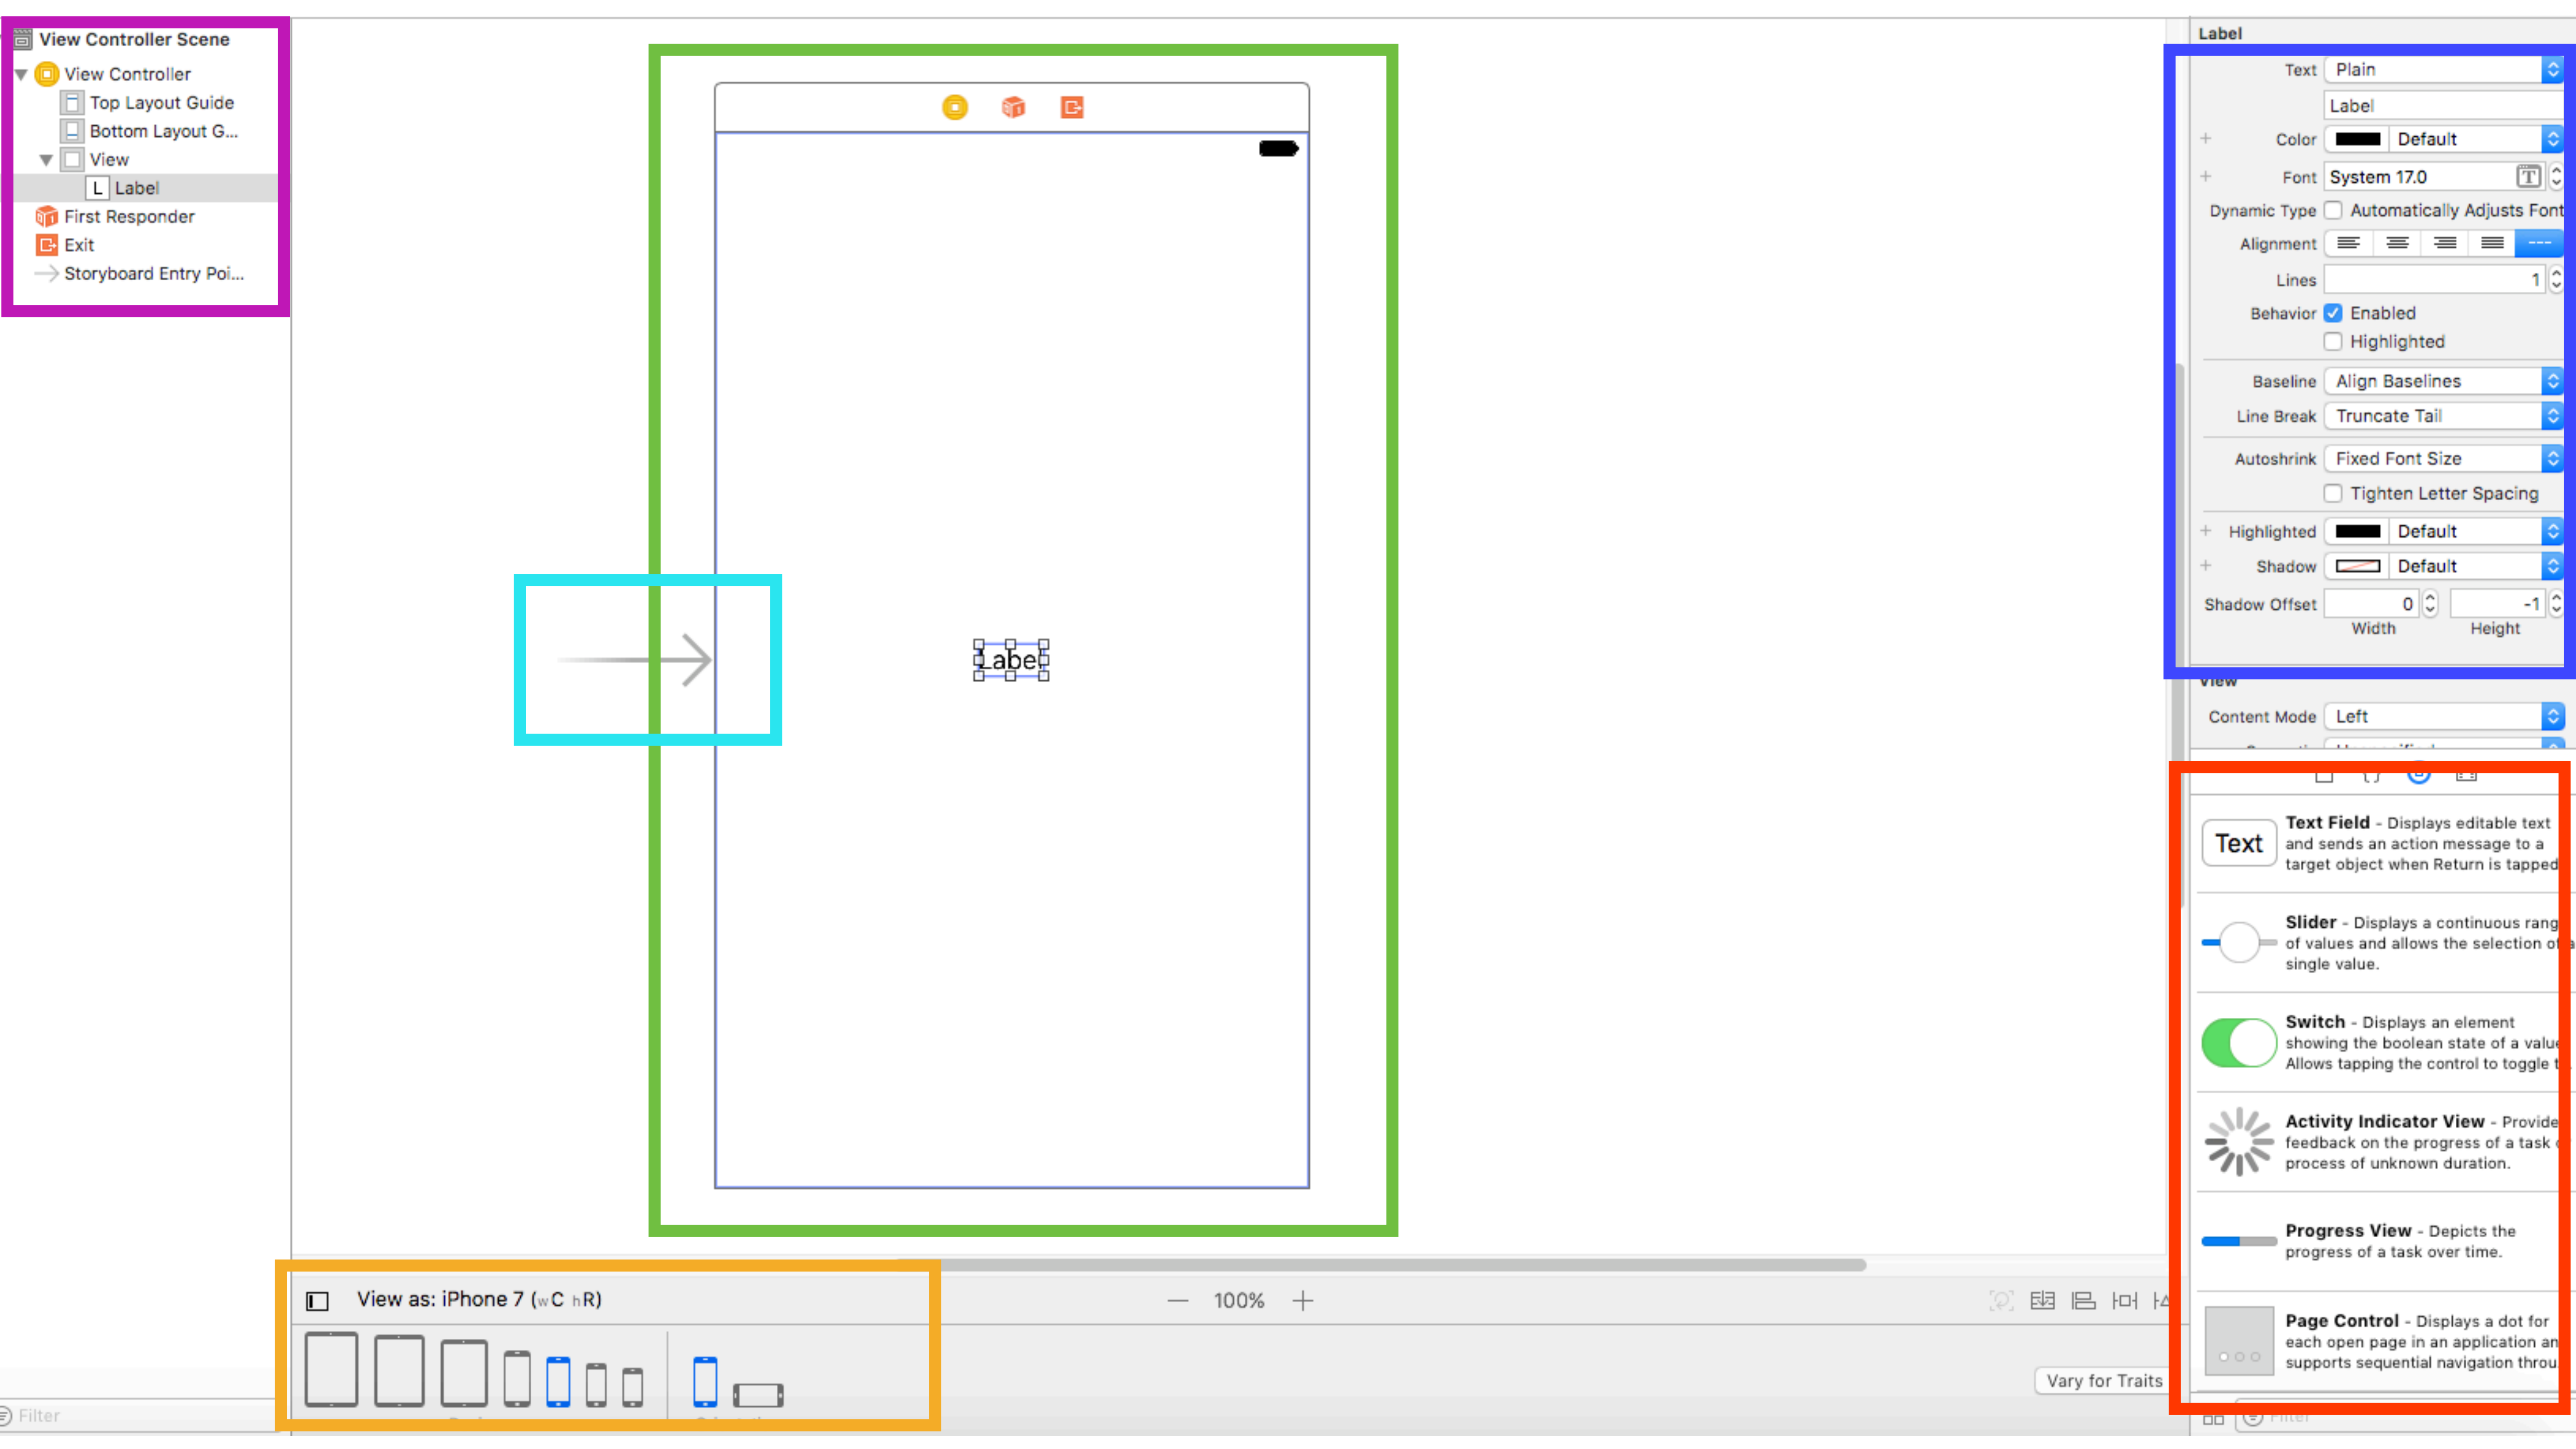 View Controller Scene
View Controller
Top Layout Guide
Bottom Layout G...
View
L Label
First Responder
Exit
Storyboard Entry Poi...
Filter
Label
View as: iPhone 7 (wC hR)
100%
Vary for Traits
Label
Text Plain
Label
Color Default
Font System 17.0 T
Dynamic Type Automatically Adjusts Font
Alignment ---
Lines 1
Behavior Enabled
Highlighted
Baseline Align Baselines
Line Break Truncate Tail
Autoshrink Fixed Font Size
Tighten Letter Spacing
Highlighted Default
Shadow Default
Shadow Offset 0 -1
Width Height
View
Content Mode Left
{}
Text
Text Field - Displays editable text
and sends an action message to a
target object when Return is tapped
Slider - Displays a continuous rang
of values and allows the selection of a
single value.
Switch - Displays an element
showing the boolean state of a value
Allows tapping the control to toggle t
Activity Indicator View - Provide
feedback on the progress of a task
process of unknown duration.
Progress View - Depicts the
progress of a task over time.
Page Control - Displays a dot for
each open page in an application an
supports sequential navigation throu
Filter